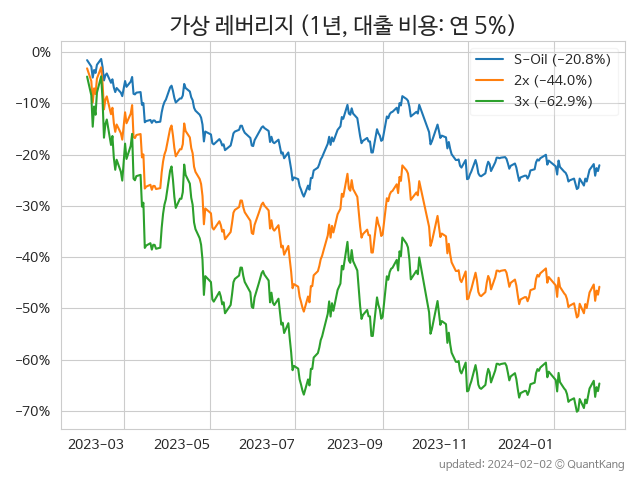 가상 레버리지 (1년, 대출 비용: 연 5%)
S-Oil (-20.8%)
2x (-44.0%)
3x (-62.9%)
0%
-10%
-20%
-30%
-40%
-50%
-60%
-70%
2023-03 2023-05 2023-07 2023-09 2023-11 2024-01
updated: 2024-02-02 © QuantKang